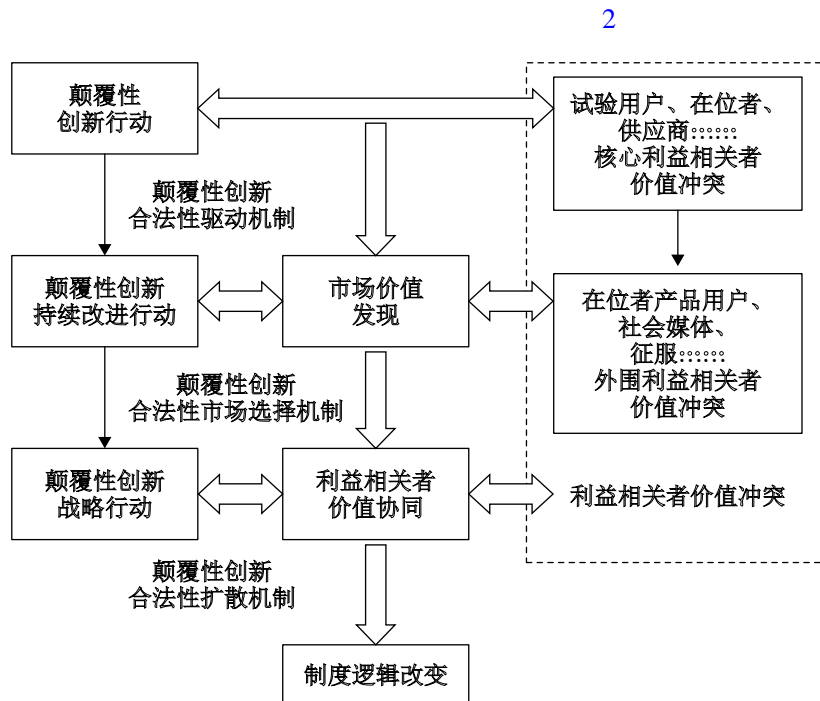 2
颠覆性
创新行动
试验用户、在位者、
供应商……
核心利益相关者
价值冲突
颠覆性创新
合法性驱动机制
颠覆性创新
持续改进行动
市场价值
发现
在位者产品用户、
社会媒体、
征服……
外围利益相关者
价值冲突
颠覆性创新
合法性市场选择机制
颠覆性创新
战略行动
利益相关者
价值协同
利益相关者价值冲突
颠覆性创新
合法性扩散机制
制度逻辑改变